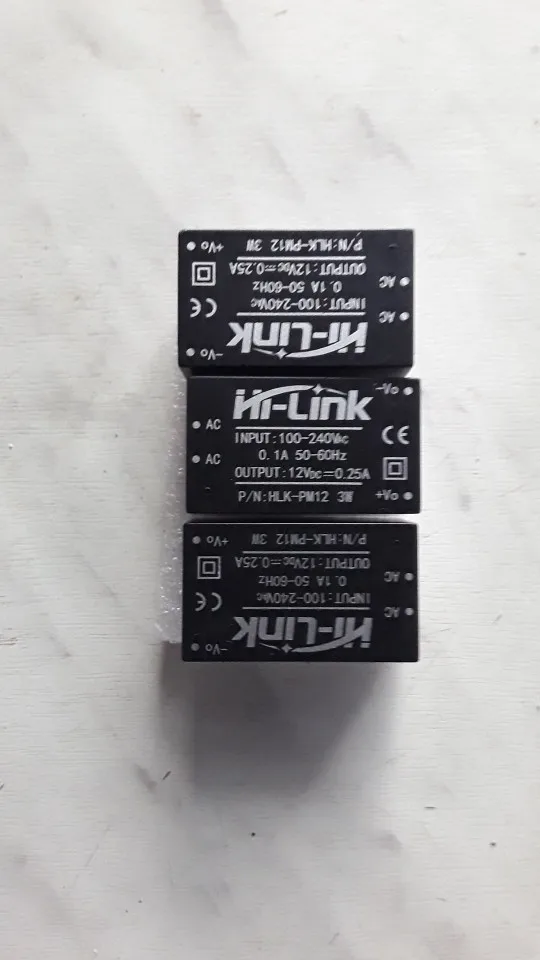 Hi-Link
INPUT:100-240VAC
0.1A 50-60Hz
OUTPUT:12VDC⎓0.25A
P/N:HLK-PM12 3W
AC
AC
-Vo
CE
+Vo
Hi-Link
INPUT:100-240VAC
0.1A 50-60Hz
OUTPUT:12VDC⎓0.25A
P/N:HLK-PM12 3W
AC
AC
-Vo
CE
+Vo
Hi-Link
INPUT:100-240VAC
0.1A 50-60Hz
OUTPUT:12VDC⎓0.25A
P/N:HLK-PM12 3W
AC
AC
-Vo
CE
+Vo